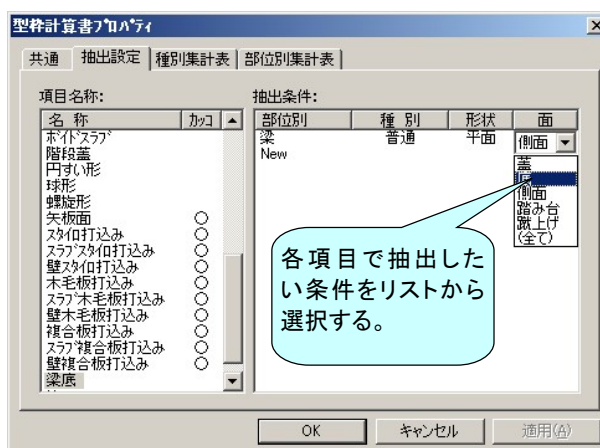 型枠計算書プロパティ
共通 抽出設定 種別集計表 部位別集計表
項目名称:
名 称 カッコ
ボイドスラブ
階段蓋
円すい形
球形
螺旋形
矢板面 ○
スタイロ打込み ○
スラブスタイロ打込み ○
壁スタイロ打込み ○
木毛板打込み ○
スラブ木毛板打込み ○
壁木毛板打込み ○
複合板打込み ○
スラブ複合板打込み ○
壁複合板打込み ○
梁底
抽出条件:
部位別 種 別 形状 面
梁 普通 平面 側面
New
蓋
側面
踏み台
蹴上げ
(全て)
各項目で抽出した
い条件をリストから
選択する。
OK キャンセル 適用(A)